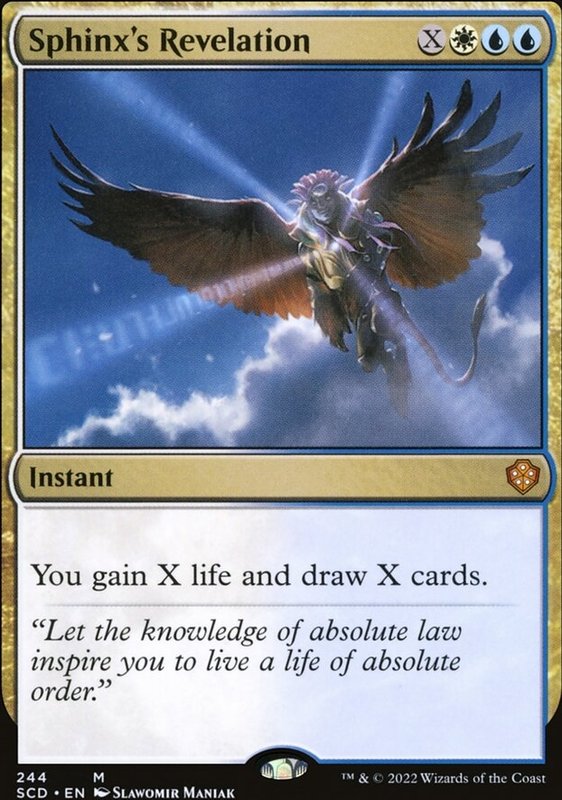 Sphinx's Revelation X
Instant
You gain X life and draw X cards.
“Let the knowledge of absolute law
inspire you to live a life of absolute
order.”
244 M
SCD • EN SLAWOMIR MANIAK
™ & © 2022 Wizards of the Coast